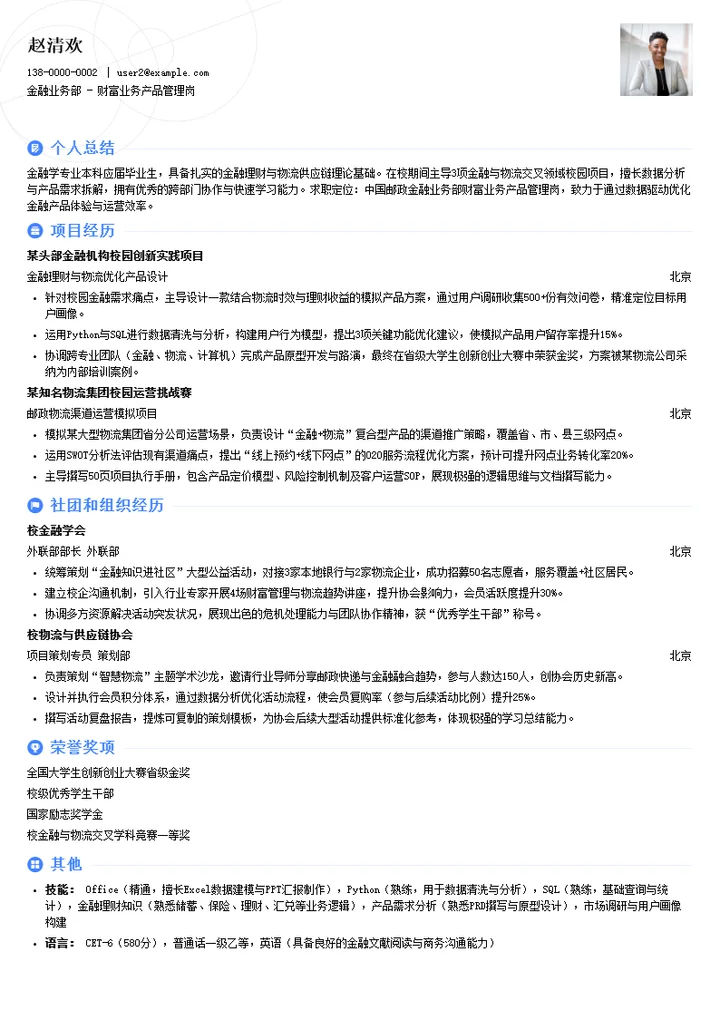 赵清欢
138-0000-0002 | user2@example.com
金融业务部 - 财富业务产品管理岗
个人总结
金融学专业本科应届毕业生，具备扎实的金融理财与物流供应链理论基础。在校期间主导3项金融与物流交叉领域校园项目，擅长数据分析
与产品需求拆解，拥有优秀的跨部门协作与快速学习能力。求职定位：中国邮政金融业务部财富业务产品管理岗，致力于通过数据驱动优化
金融产品体验与运营效率。
项目经历
某头部金融机构校园创新实践项目
金融理财与物流优化产品设计 北京
• 针对校园金融需求痛点，主导设计一款结合物流时效与理财收益的模拟产品方案，通过用户调研收集500+份有效问卷，精准定位目标用
户画像。
• 运用Python与SQL进行数据清洗与分析，构建用户行为模型，提出3项关键功能优化建议，使模拟产品用户留存率提升15%。
• 协调跨专业团队（金融、物流、计算机）完成产品原型开发与路演，最终在省级大学生创新创业大赛中荣获金奖，方案被某物流公司采
纳为内部培训案例。
某知名物流集团校园运营挑战赛
邮政物流渠道运营模拟项目 北京
• 模拟某大型物流集团省分公司运营场景，负责设计“金融+物流”复合型产品的渠道推广策略，覆盖省、市、县三级网点。
• 运用SWOT分析法评估现有渠道痛点，提出“线上预约+线下网点”的O2O服务流程优化方案，预计可提升网点业务转化率20%。
• 主导撰写50页项目执行手册，包含产品定价模型、风险控制机制及客户运营SOP，展现极强的逻辑思维与文档撰写能力。
社团和组织经历
校金融学会
外联部部长 外联部 北京
• 统筹策划“金融知识进社区”大型公益活动，对接3家本地银行与2家物流企业，成功招募50名志愿者，服务覆盖+社区居民。
• 建立校企沟通机制，引入行业专家开展4场财富管理与物流趋势讲座，提升协会影响力，会员活跃度提升30%。
• 协调多方资源解决活动突发状况，展现出色的危机处理能力与团队协作精神，获“优秀学生干部”称号。
校物流与供应链协会
项目策划专员 策划部 北京
• 负责策划“智慧物流”主题学术沙龙，邀请行业导师分享邮政快递与金融融合趋势，参与人数达150人，创协会历史新高。
• 设计并执行会员积分体系，通过数据分析优化活动流程，使会员复购率（参与后续活动比例）提升25%。
• 撰写活动复盘报告，提炼可复制的策划模板，为协会后续大型活动提供标准化参考，体现极强的学习总结能力。
荣誉奖项
全国大学生创新创业大赛省级金奖
校级优秀学生干部
国家励志奖学金
校金融与物流交叉学科竞赛一等奖
其他
• 技能： Office（精通，擅长Excel数据建模与PPT汇报制作），Python（熟练，用于数据清洗与分析），SQL（熟练，基础查询与统
计），金融理财知识（熟悉储蓄、保险、理财、汇兑等业务逻辑），产品需求分析（熟悉PRD撰写与原型设计），市场调研与用户画像
构建
• 语言： CET-6（580分），普通话一级乙等，英语（具备良好的金融文献阅读与商务沟通能力）